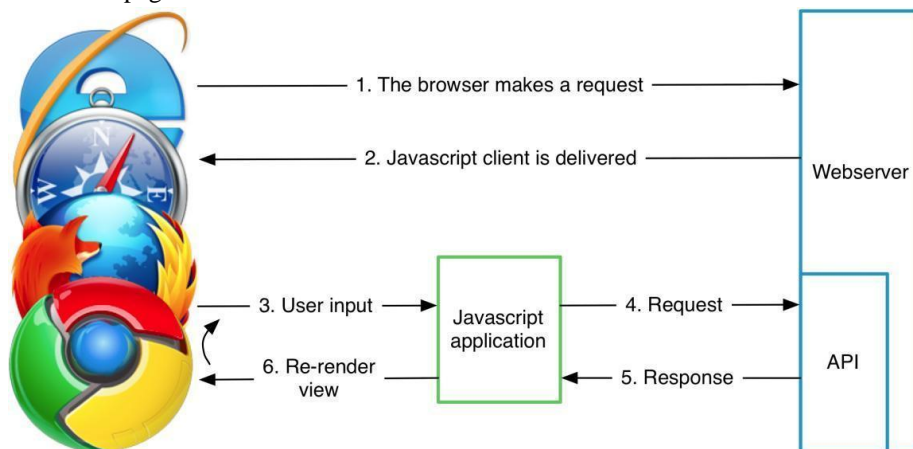 1. The browser makes a request
2. Javascript client is delivered
Webserver
N
W
E
3. User input
Javascript
application
4. Request
API
6. Re-render
view
5. Response